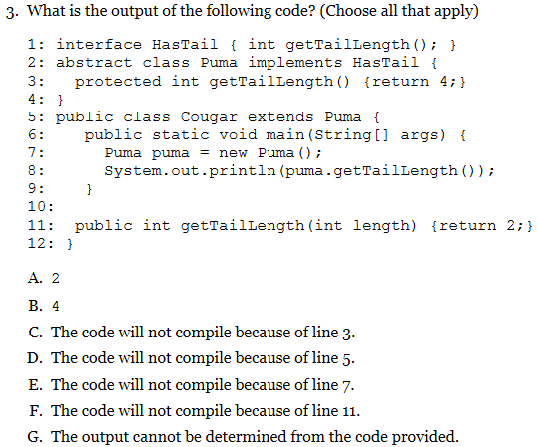 3. What is the output of the following code? (Choose all that apply)
1: interface HasTail { int getTailLength(); }
2: abstract class Puma implements HasTail {
3: protected int getTailLength() {return 4;}
4: }
5: public class Cougar extends Puma {
6: public static void main(String[] args) {
7: Puma puma = new Puma();
8: System.out.println(puma.getTailLength());
9: }
10:
11: public int getTailLength(int length) {return 2;}
12: }
A. 2
B. 4
C. The code will not compile because of line 3.
D. The code will not compile because of line 5.
E. The code will not compile because of line 7.
F. The code will not compile because of line 11.
G. The output cannot be determined from the code provided.